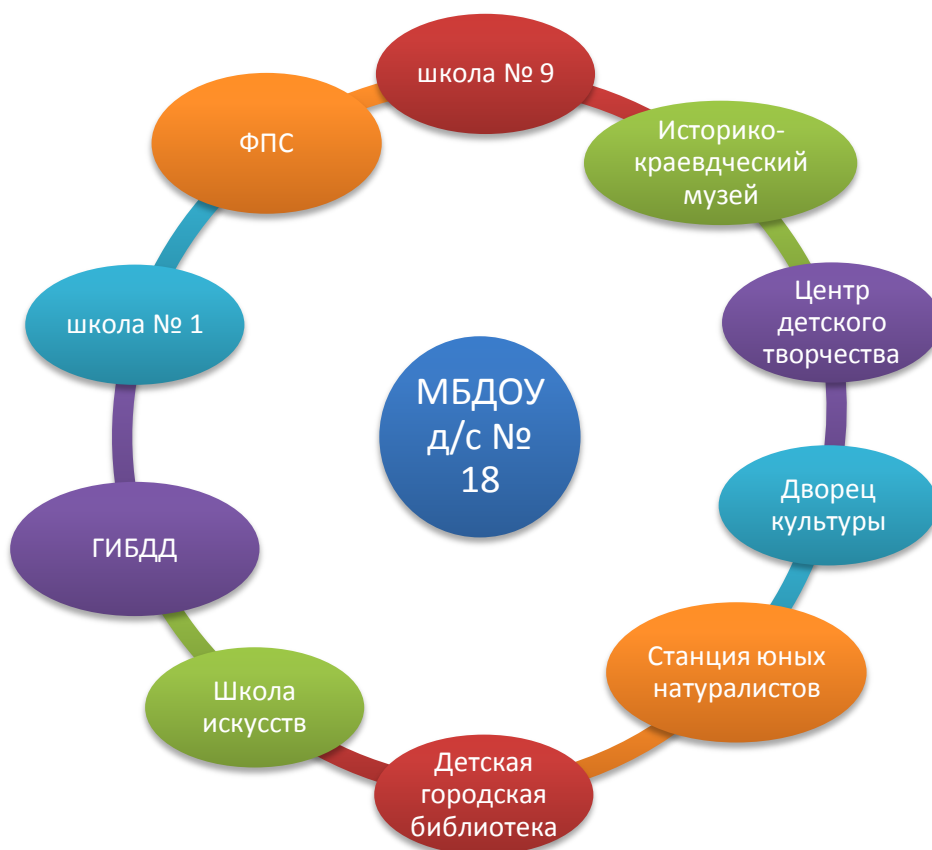 школа № 9
Историко-
краевдческий
музей
Центр
детского
творчества
Дворец
культуры
Станция юных
натуралистов
Детская
городская
библиотека
Школа
искусств
ГИБДД
школа № 1
ФПС
МБДОУ
д/с №
18